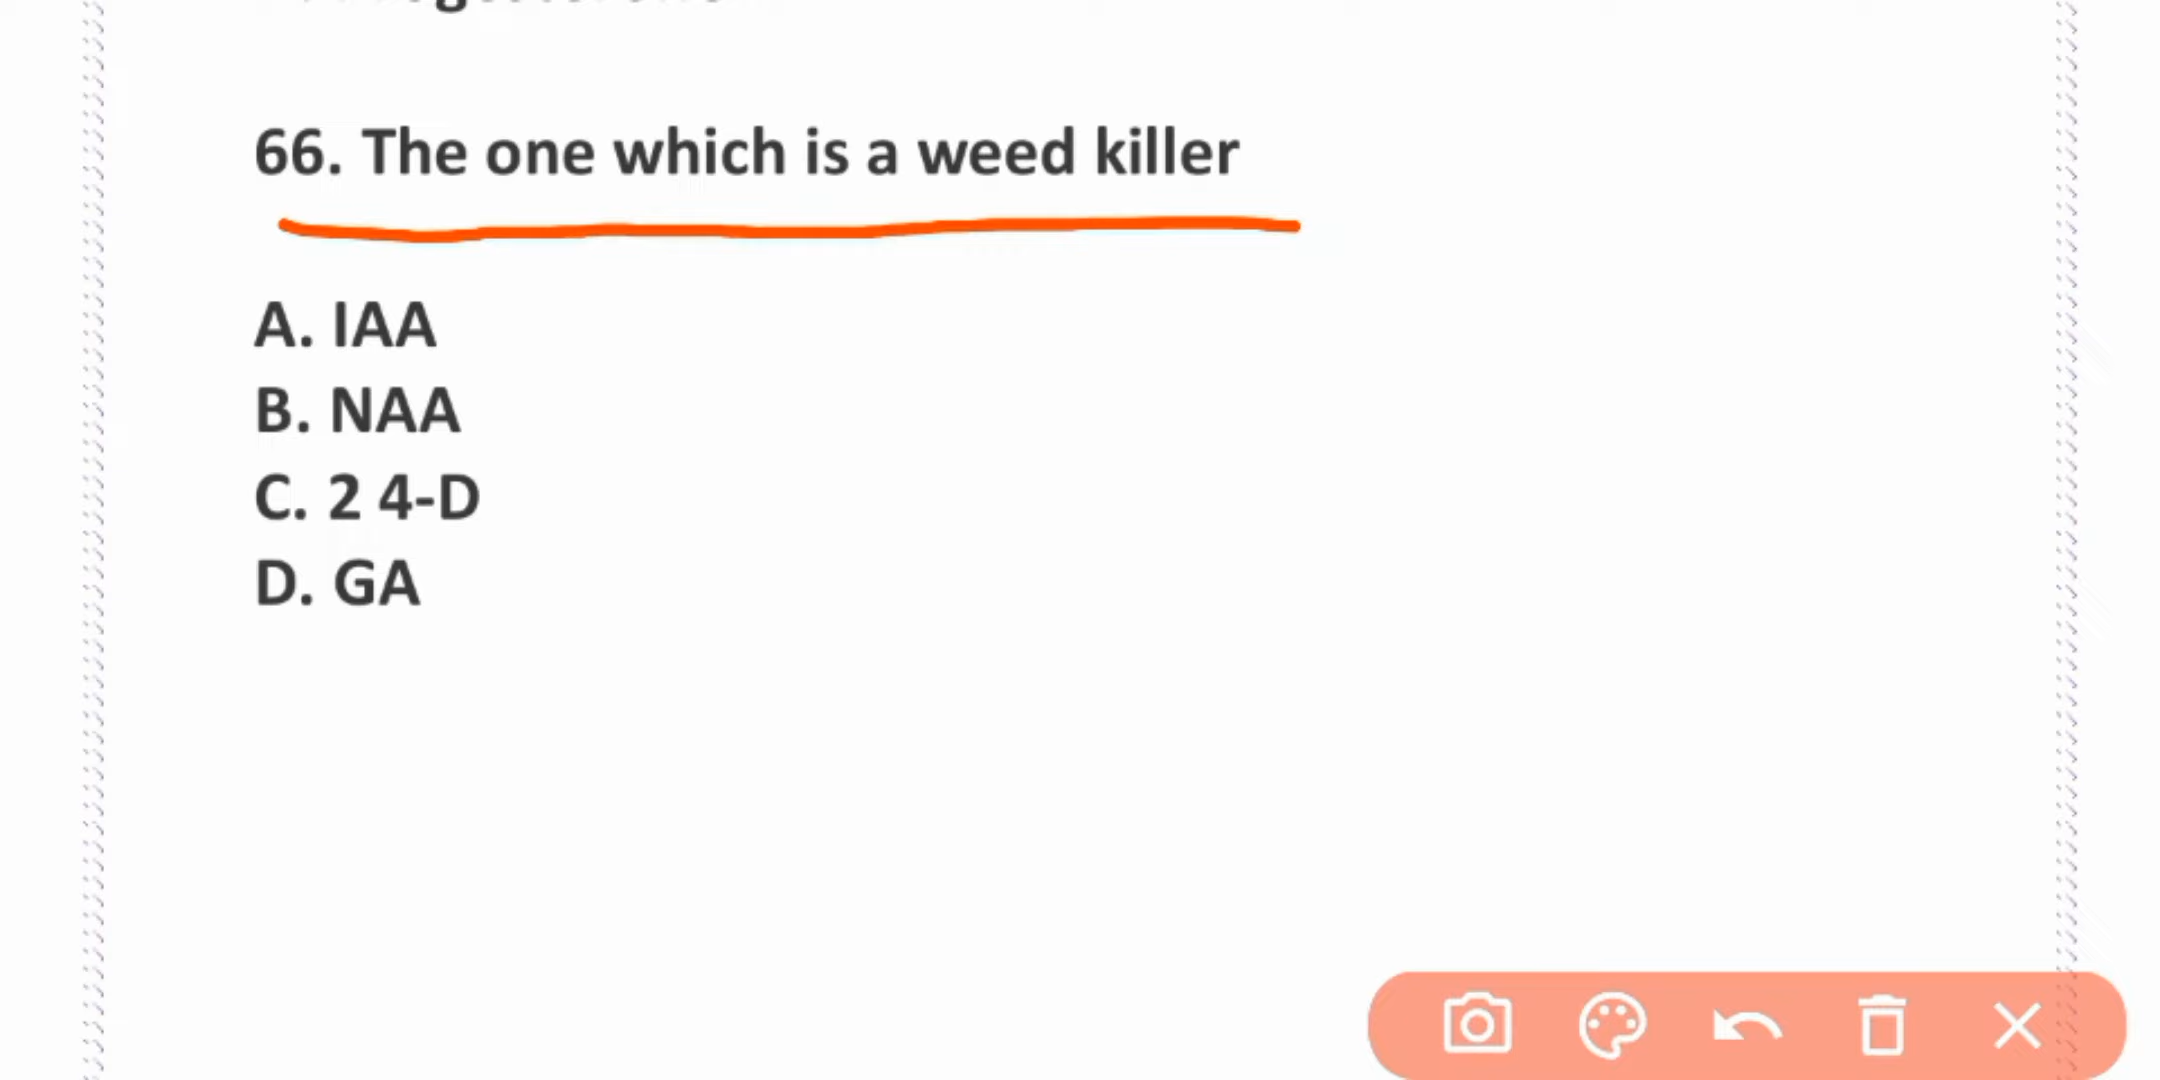 66. The one which is a weed killer
A. IAA
B. NAA
C. 2 4-D
D. GA